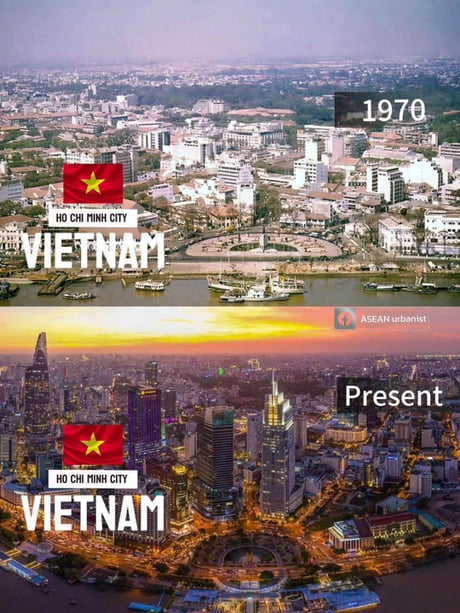 1970
HO CHI MINH CITY
VIETNAM
ASEAN urbanist
Present
HO CHI MINH CITY
VIETNAM